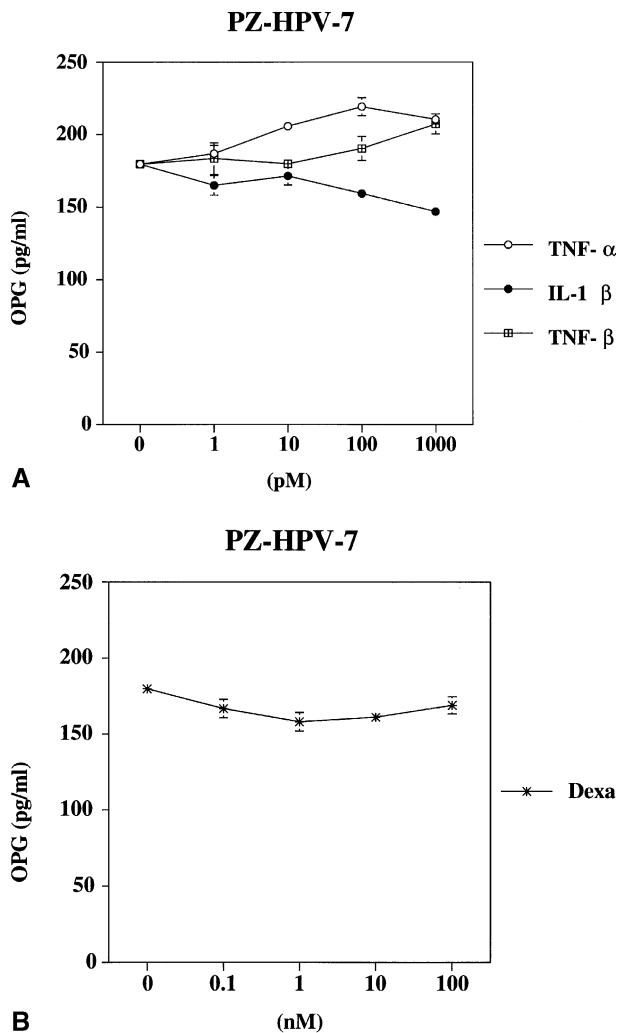 PZ-HPV-7
250
200
150
100
50
0
OPG (pg/ml)
0 1 10 100 1000
(pM)
TNF- α
IL-1 β
TNF- β
A
PZ-HPV-7
250
200
150
100
50
0
OPG (pg/ml)
0 0.1 1 10 100
(nM)
Dexa
B